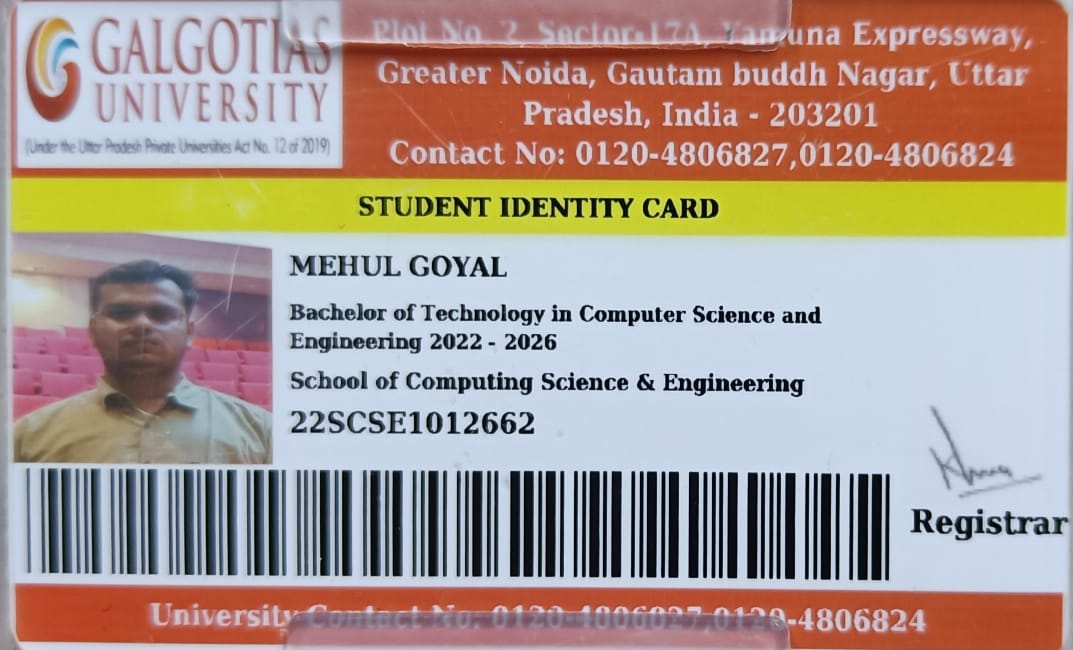 GALGOTIAS
UNIVERSITY
(Under the Uttar Pradesh Private Universities Act No. 12 of 2019)
Plot No. 2, Sector-17A, Yamuna Expressway,
Greater Noida, Gautam buddh Nagar, Uttar
Pradesh, India - 203201
Contact No: 0120-4806827,0120-4806824
STUDENT IDENTITY CARD
MEHUL GOYAL
Bachelor of Technology in Computer Science and
Engineering 2022 - 2026
School of Computing Science & Engineering
22SCSE1012662
Registrar
University Contact No: 0120-4806827,0120-4806824